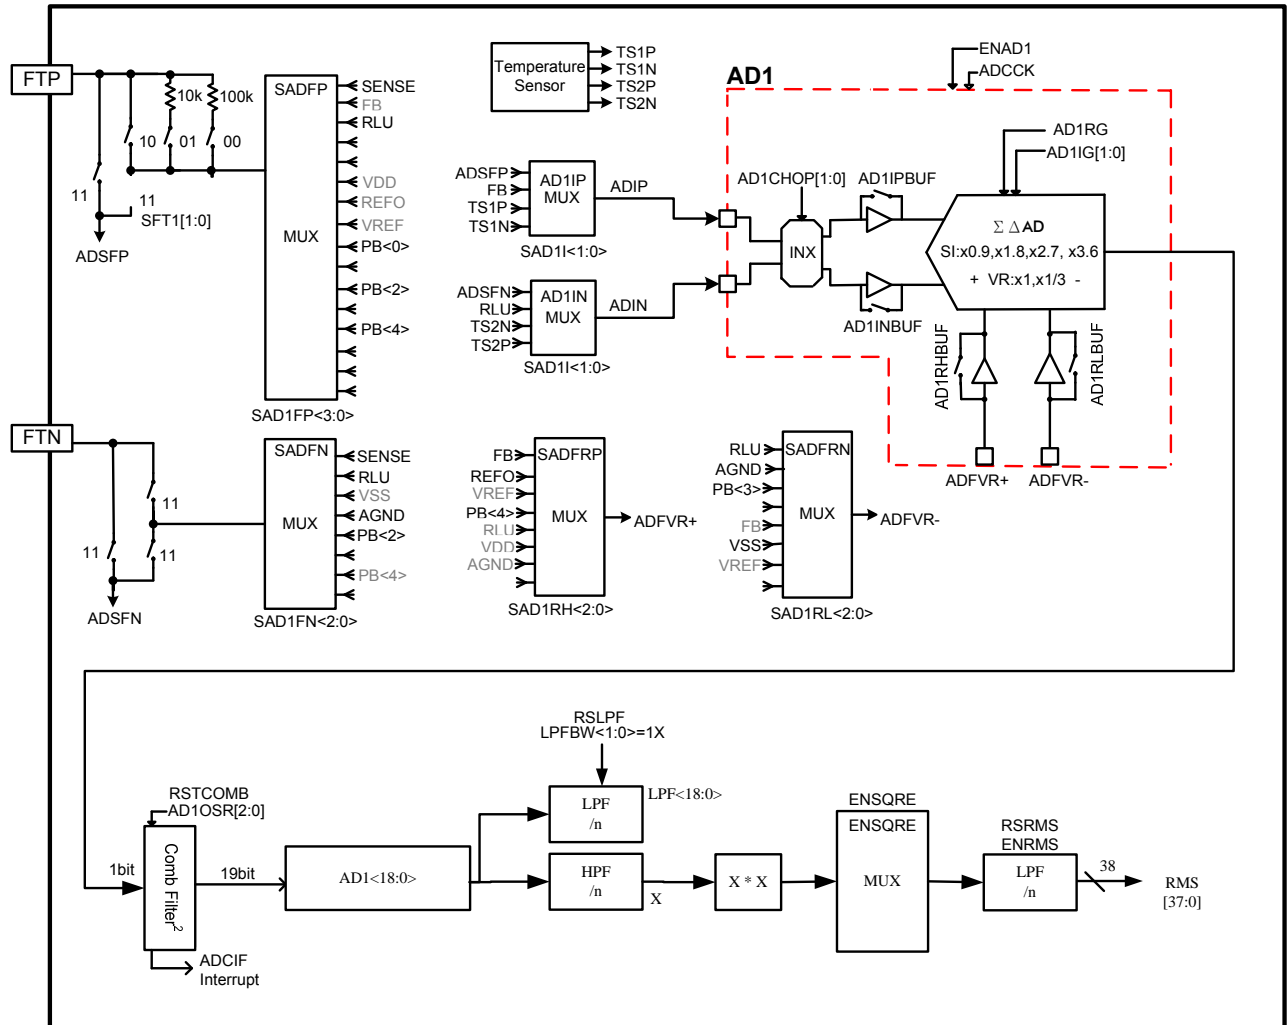 FTP
10k
100k
10
01
00
11
11
SFT1[1:0]
ADSFP
SADFP
MUX
SENSE
FB
RLU
VDD
REFO
VREF
PB<0>
PB<2>
PB<4>
SAD1FP<3:0>
Temperature
Sensor
TS1P
TS1N
TS2P
TS2N
ADSFP
FB
TS1P
TS1N
AD1IP
MUX
ADIP
SAD1I<1:0>
ADSFN
RLU
TS2N
TS2P
AD1IN
MUX
ADIN
SAD1I<1:0>
AD1
ENAD1
ADCCK
AD1RG
AD1IG[1:0]
AD1CHOP[1:0]
AD1IPBUF
INX
AD1INBUF
Σ Δ AD
SI:x0.9,x1.8,x2.7, x3.6
+ VR:x1,x1/3 -
AD1RHBUF
AD1RLBUF
ADFVR+
ADFVR-
FTN
11
11
11
ADSFN
SADFN
MUX
SENSE
RLU
VSS
AGND
PB<2>
PB<4>
SAD1FN<2:0>
FB
REFO
VREF
PB<4>
RLU
VDD
AGND
SADFRP
MUX
ADFVR+
SAD1RH<2:0>
RLU
AGND
PB<3>
FB
VSS
VREF
SADFRN
MUX
ADFVR-
SAD1RL<2:0>
RSLPF
LPFBW<1:0>=1X
LPF
/n
LPF<18:0>
RSTCOMB
AD1OSR[2:0]
1bit
Comb Filter²
19bit
ADCIF
Interrupt
AD1<18:0>
HPF
/n
X
X * X
ENSQRE
ENSQRE
MUX
RSRMS
ENRMS
LPF
/n
38
RMS
[37:0]